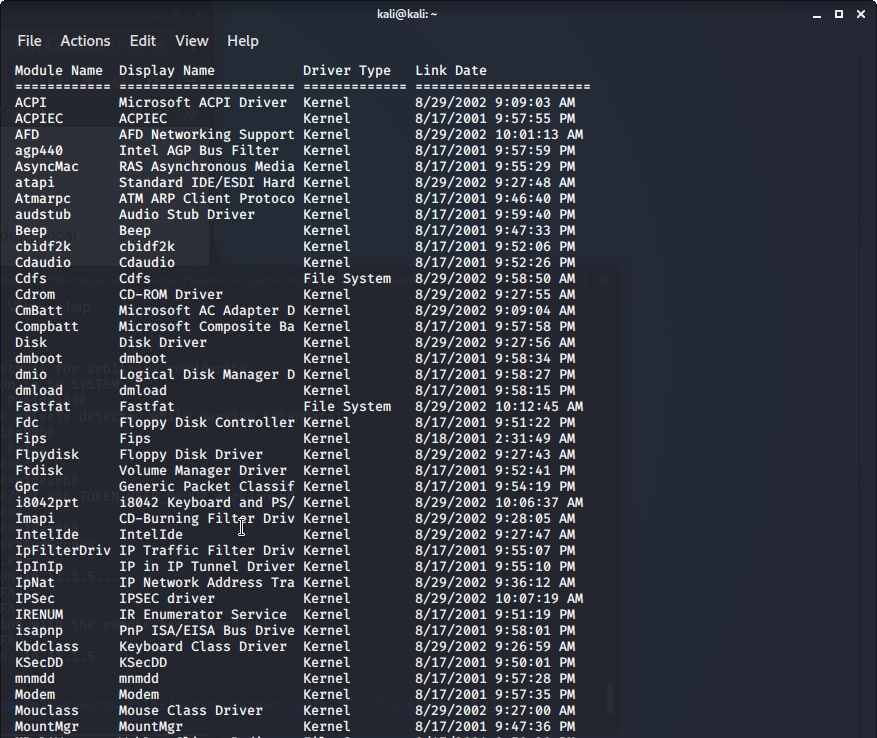 kali@kali: ~
File Actions Edit View Help
Module Name Display Name Driver Type Link Date
============ ====================== ============= ======================
ACPI Microsoft ACPI Driver Kernel 8/29/2002 9:09:03 AM
ACPIEC ACPIEC Kernel 8/17/2001 9:57:55 PM
AFD AFD Networking Support Kernel 8/29/2002 10:01:13 AM
agp440 Intel AGP Bus Filter Kernel 8/17/2001 9:57:59 PM
AsyncMac RAS Asynchronous Media Kernel 8/17/2001 9:55:29 PM
atapi Standard IDE/ESDI Hard Kernel 8/29/2002 9:27:48 AM
Atmarpc ATM ARP Client Protoco Kernel 8/17/2001 9:46:40 PM
audstub Audio Stub Driver Kernel 8/17/2001 9:59:40 PM
Beep Beep Kernel 8/17/2001 9:47:33 PM
cbidf2k cbidf2k Kernel 8/17/2001 9:52:06 PM
Cdaudio Cdaudio Kernel 8/17/2001 9:52:26 PM
Cdfs Cdfs File System 8/29/2002 9:58:50 AM
Cdrom CD-ROM Driver Kernel 8/29/2002 9:27:55 AM
CmBatt Microsoft AC Adapter D Kernel 8/29/2002 9:09:04 AM
Compbatt Microsoft Composite Ba Kernel 8/17/2001 9:57:58 PM
Disk Disk Driver Kernel 8/29/2002 9:27:56 AM
dmboot dmboot Kernel 8/17/2001 9:58:34 PM
dmio Logical Disk Manager D Kernel 8/17/2001 9:58:27 PM
dmload dmload Kernel 8/17/2001 9:58:15 PM
Fastfat Fastfat File System 8/29/2002 10:12:45 AM
Fdc Floppy Disk Controller Kernel 8/17/2001 9:51:22 PM
Fips Fips Kernel 8/18/2001 2:31:49 AM
Flpydisk Floppy Disk Driver Kernel 8/29/2002 9:27:43 AM
Ftdisk Volume Manager Driver Kernel 8/17/2001 9:52:41 PM
Gpc Generic Packet Classif Kernel 8/17/2001 9:54:19 PM
i8042prt i8042 Keyboard and PS/ Kernel 8/29/2002 10:06:37 AM
Imapi CD-Burning Filter Driv Kernel 8/29/2002 9:28:05 AM
IntelIde IntelIde Kernel 8/29/2002 9:27:47 AM
IpFilterDriv IP Traffic Filter Driv Kernel 8/17/2001 9:55:07 PM
IpInIp IP in IP Tunnel Driver Kernel 8/17/2001 9:55:10 PM
IpNat IP Network Address Tra Kernel 8/29/2002 9:36:12 AM
IPSec IPSEC driver Kernel 8/29/2002 10:07:19 AM
IRENUM IR Enumerator Service Kernel 8/17/2001 9:51:19 PM
isapnp PnP ISA/EISA Bus Drive Kernel 8/17/2001 9:58:01 PM
Kbdclass Keyboard Class Driver Kernel 8/29/2002 9:26:59 AM
KSecDD KSecDD Kernel 8/17/2001 9:50:01 PM
mnmdd mnmdd Kernel 8/17/2001 9:57:28 PM
Modem Modem Kernel 8/17/2001 9:57:35 PM
Mouclass Mouse Class Driver Kernel 8/29/2002 9:27:00 AM
MountMgr MountMgr Kernel 8/17/2001 9:47:36 PM